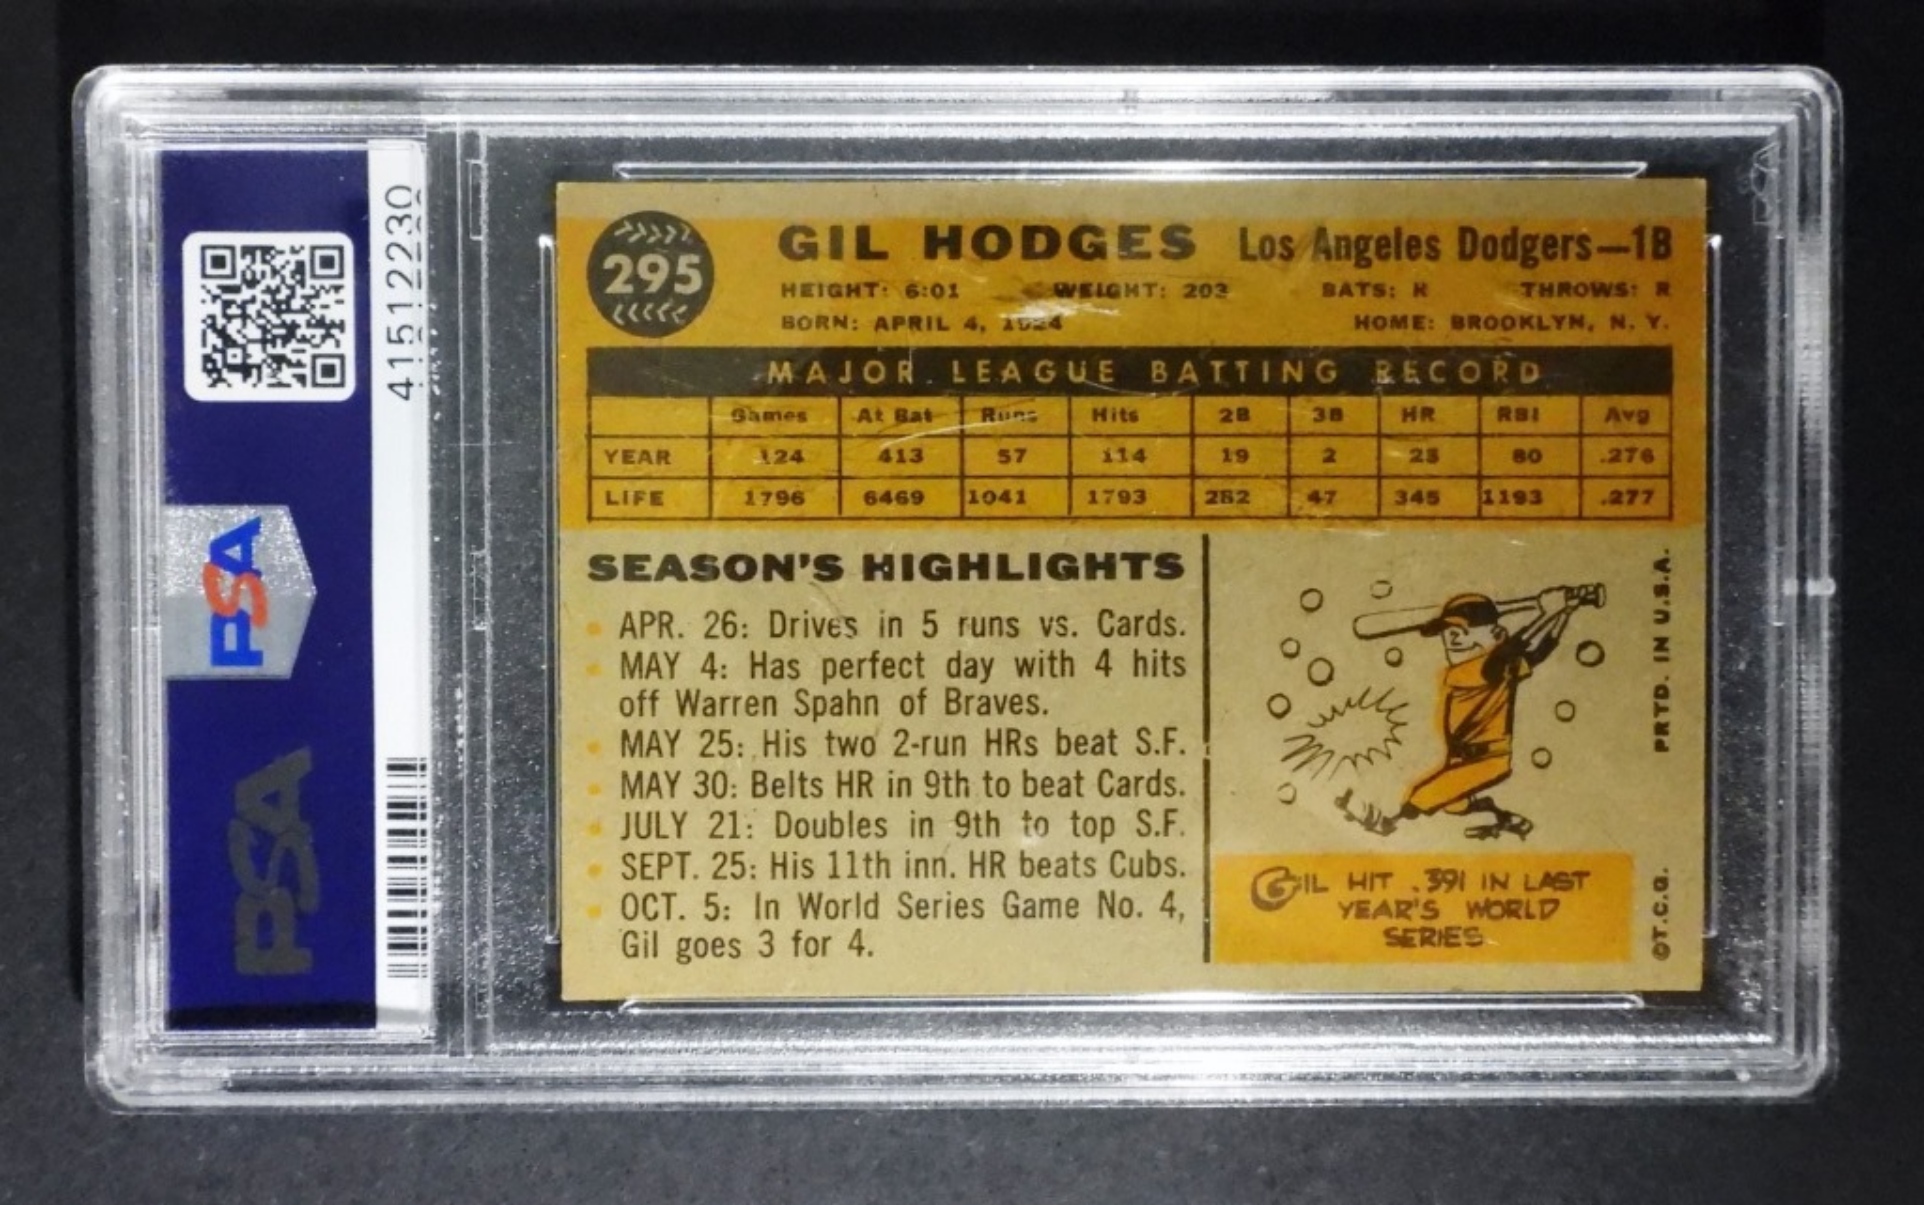 41512230
PSA
PSA
295
GIL HODGES Los Angeles Dodgers—1B
HEIGHT: 6:01 WEIGHT: 203 BATS: R THROWS: R
BORN: APRIL 4, 1924 HOME: BROOKLYN, N. Y.
MAJOR LEAGUE BATTING RECORD
Games At Bat Runs Hits 2B 3B HR RBI Avg
YEAR 124 413 57 114 19 2 25 80 .276
LIFE 1796 6469 1041 1793 282 47 345 1193 .277
SEASON'S HIGHLIGHTS
APR. 26: Drives in 5 runs vs. Cards.
MAY 4: Has perfect day with 4 hits
off Warren Spahn of Braves.
MAY 25: His two 2-run HRs beat S.F.
MAY 30: Belts HR in 9th to beat Cards.
JULY 21: Doubles in 9th to top S.F.
SEPT. 25: His 11th inn. HR beats Cubs.
OCT. 5: In World Series Game No. 4,
Gil goes 3 for 4.
GIL HIT .391 IN LAST
YEAR'S WORLD
SERIES
©T.C.G. PRTD. IN U.S.A.
PSA